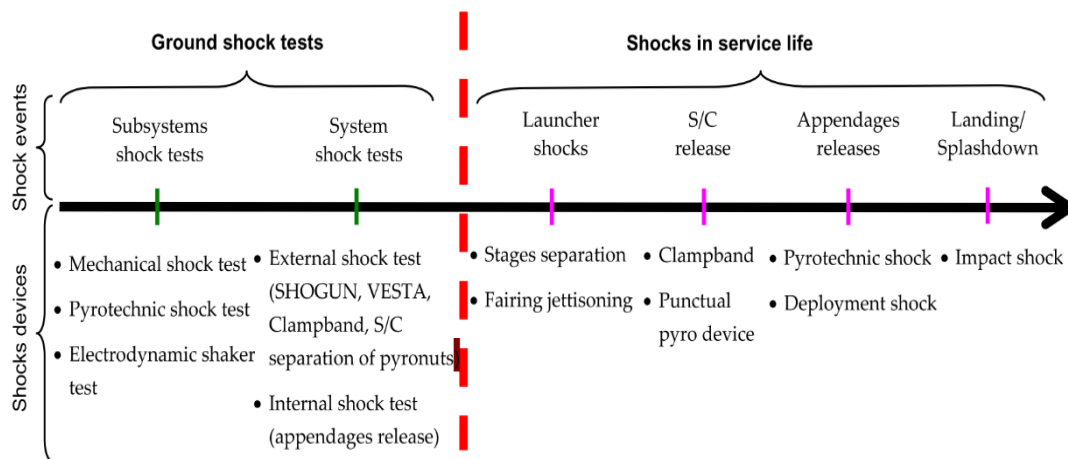 Ground shock tests
Shocks in service life
Shock events
Subsystems
shock tests
System
shock tests
Launcher
shocks
S/C
release
Appendages
releases
Landing/
Splashdown
Shocks devices
• Mechanical shock test
• Pyrotechnic shock test
• Electrodynamic shaker
test
• External shock test
(SHOGUN, VESTA,
Clampband, S/C
separation of pyronuts)
• Internal shock test
(appendages release)
• Stages separation
• Fairing jettisoning
• Clampband
• Punctual
pyro device
• Pyrotechnic shock
• Deployment shock
• Impact shock